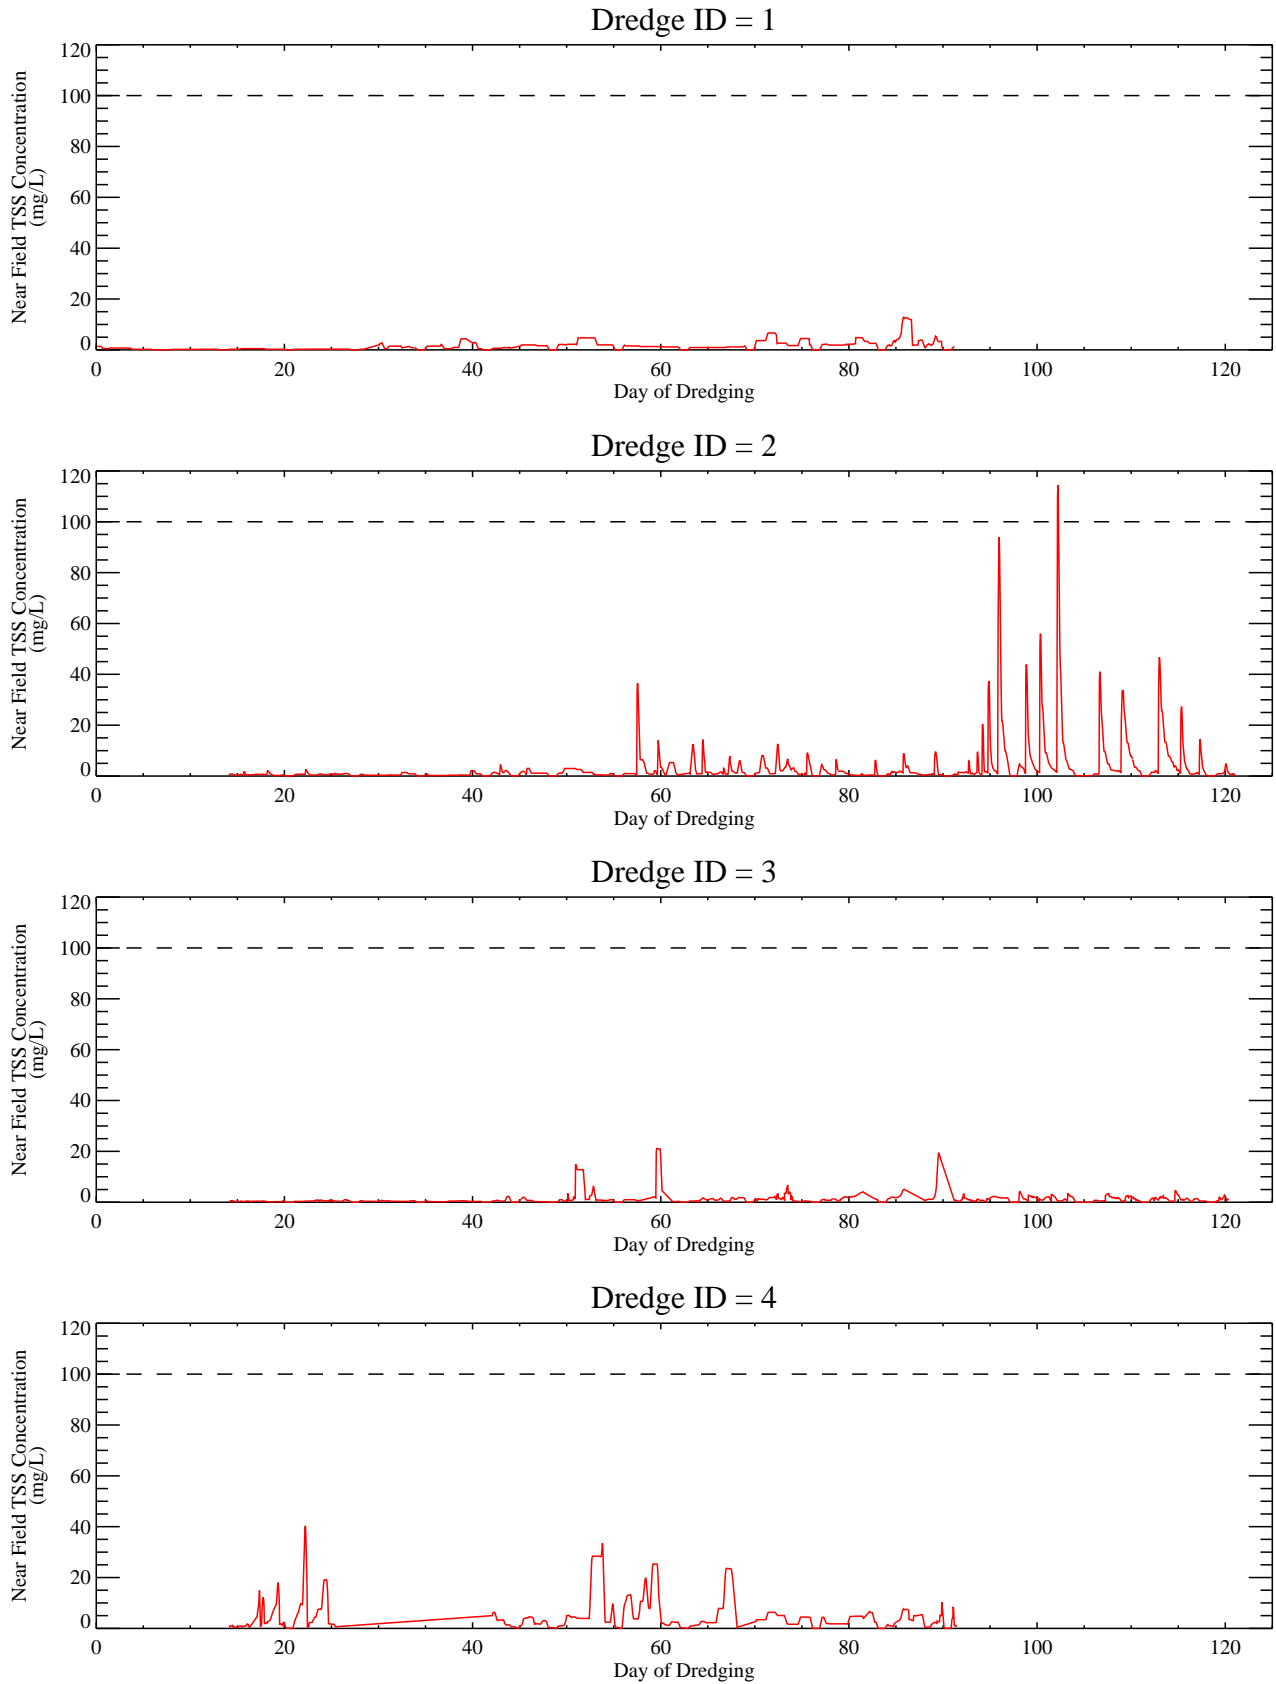 Dredge ID = 1
Near Field TSS Concentration
(mg/L)
120
100
80
60
40
20
0
0 20 40 60 80 100 120
Day of Dredging
Dredge ID = 2
Near Field TSS Concentration
(mg/L)
120
100
80
60
40
20
0
0 20 40 60 80 100 120
Day of Dredging
Dredge ID = 3
Near Field TSS Concentration
(mg/L)
120
100
80
60
40
20
0
0 20 40 60 80 100 120
Day of Dredging
Dredge ID = 4
Near Field TSS Concentration
(mg/L)
120
100
80
60
40
20
0
0 20 40 60 80 100 120
Day of Dredging